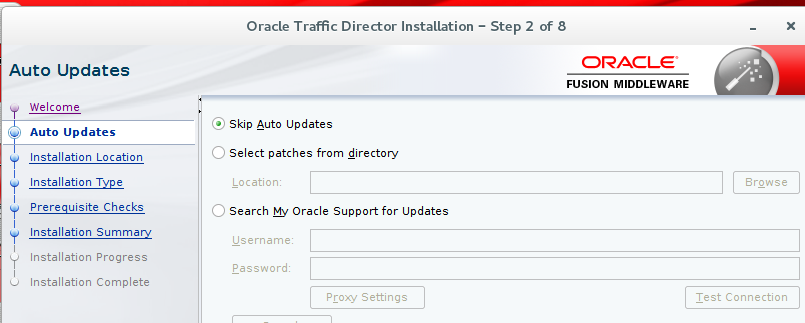 Oracle Traffic Director Installation – Step 2 of 8
Auto Updates
ORACLE
FUSION MIDDLEWARE
Welcome
Auto Updates
Installation Location
Installation Type
Prerequisite Checks
Installation Summary
Installation Progress
Installation Complete
Skip Auto Updates
Select patches from directory
Location:
Browse
Search My Oracle Support for Updates
Username:
Password:
Proxy Settings
Test Connection